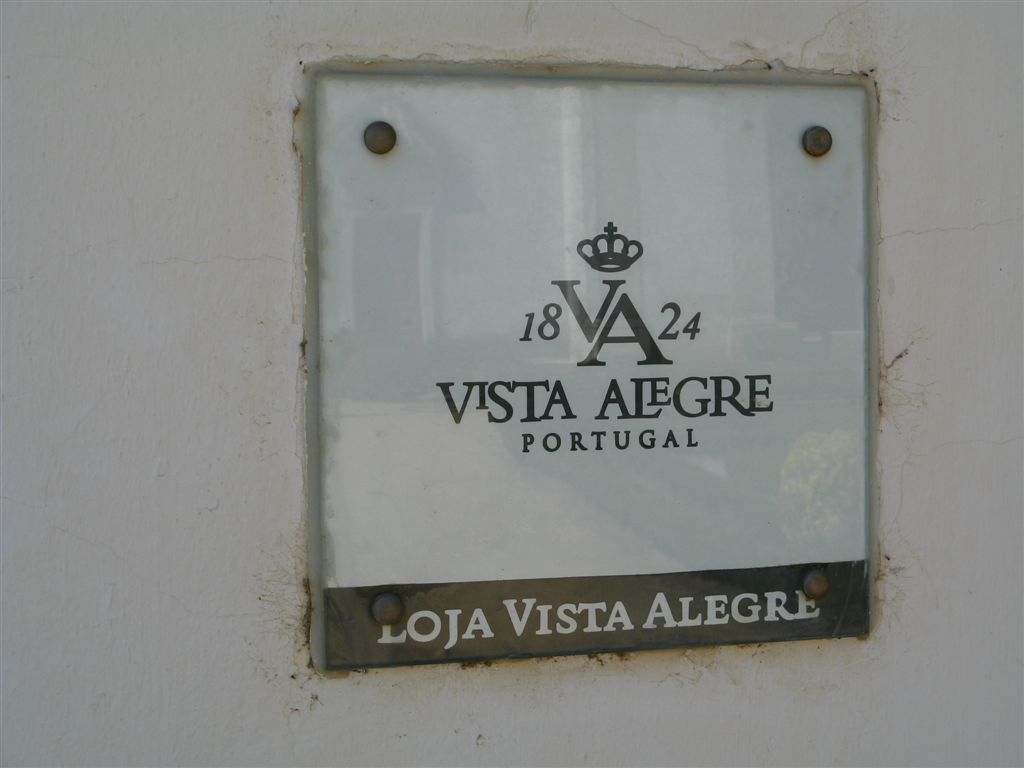 18 VA 24
VISTA ALEGRE
PORTUGAL
LOJA VISTA ALEGRE